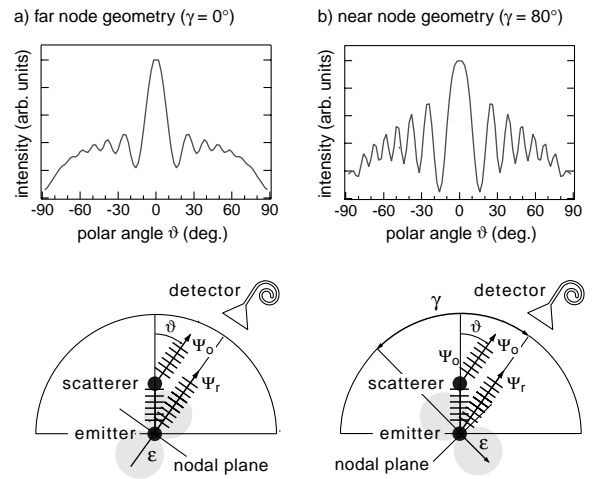 a) far node geometry (γ = 0°)
b) near node geometry (γ = 80°)
intensity (arb. units)
-90 -60 -30 0 30 60 90
polar angle ϑ (deg.)
intensity (arb. units)
-90 -60 -30 0 30 60 90
polar angle ϑ (deg.)
detector
ϑ
Ψo
scatterer
Ψr
emitter
ε
nodal plane
detector
γ
ϑ
Ψo
Ψo
scatterer
Ψr
emitter
ε
nodal plane